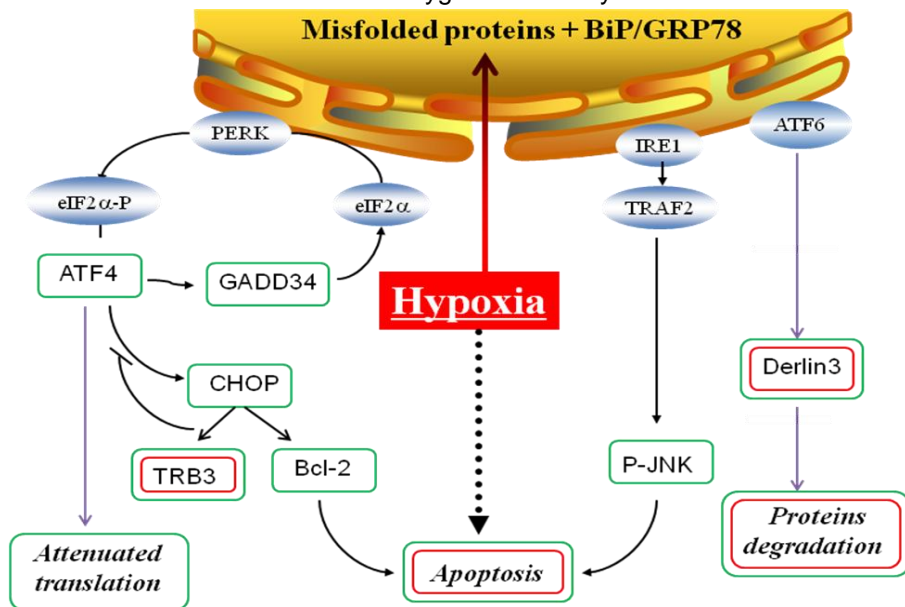 Misfolded proteins + BiP/GRP78
PERK
ATF6
IRE1
eIF2α-P
eIF2α
TRAF2
ATF4
GADD34
Hypoxia
Derlin3
CHOP
TRB3
Bcl-2
P-JNK
Attenuated
translation
Apoptosis
Proteins
degradation